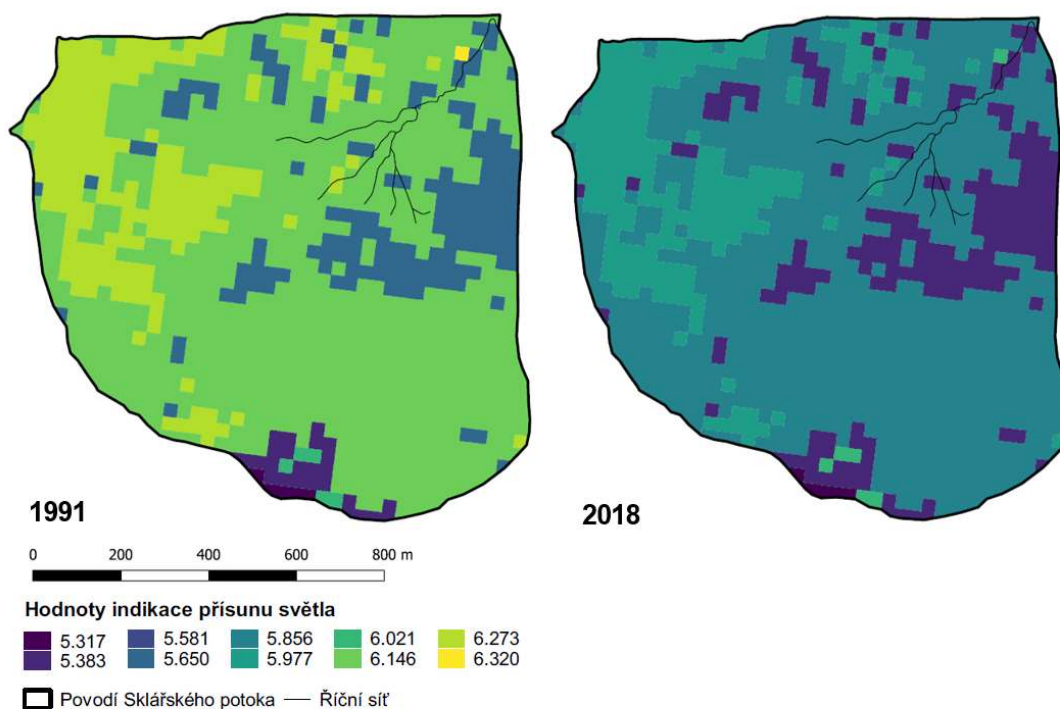 1991
2018
0 200 400 600 800 m
Hodnoty indikace přísunu světla
5.317 5.581 5.856 6.021 6.273
5.383 5.650 5.977 6.146 6.320
Povodí Sklářského potoka Říční síť